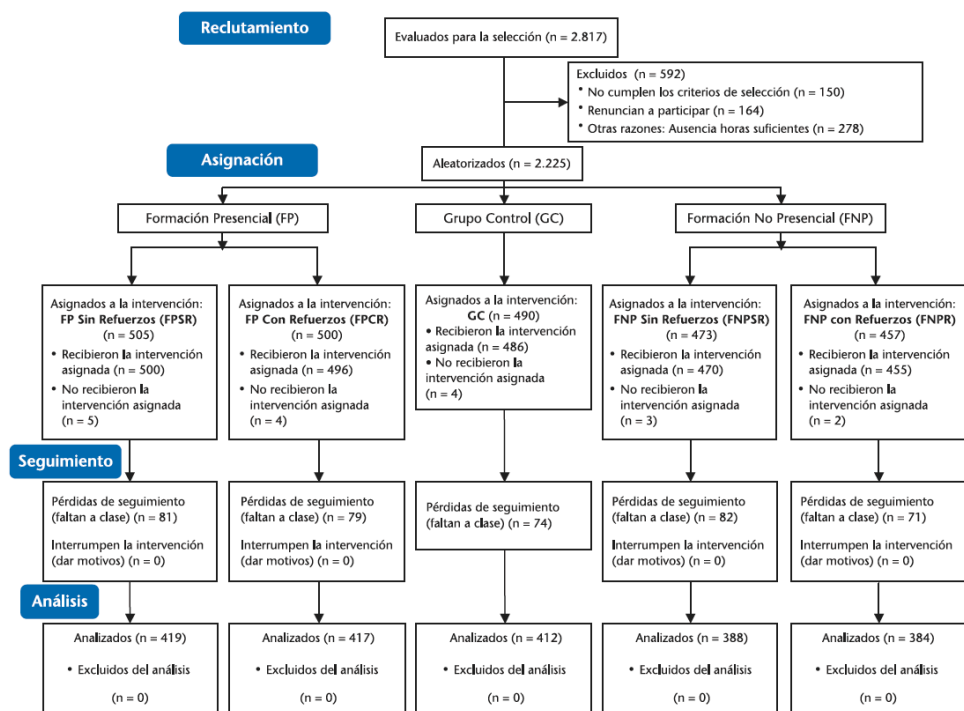 Reclutamiento
Evaluados para la selección (n = 2.817)
Excluidos (n = 592)
• No cumplen los criterios de selección (n = 150)
• Renuncian a participar (n = 164)
• Otras razones: Ausencia horas suficientes (n = 278)
Asignación
Aleatorizados (n = 2.225)
Formación Presencial (FP)
Grupo Control (GC)
Formación No Presencial (FNP)
Asignados a la intervención:
FP Sin Refuerzos (FPSR)
(n = 505)
• Recibieron la intervención
asignada (n = 500)
• No recibieron la
intervención asignada
(n = 5)
Asignados a la intervención:
FP Con Refuerzos (FPCR)
(n = 500)
• Recibieron la intervención
asignada (n = 496)
• No recibieron la
intervención asignada
(n = 4)
Asignados a la intervención:
GC (n = 490)
• Recibieron la intervención
asignada (n = 486)
• No recibieron la
intervención asignada
(n = 4)
Asignados a la intervención:
FNP Sin Refuerzos (FNPSR)
(n = 473)
• Recibieron la intervención
asignada (n = 470)
• No recibieron la
intervención asignada
(n = 3)
Asignados a la intervención:
FNP con Refuerzos (FNPR)
(n = 457)
• Recibieron la intervención
asignada (n = 455)
• No recibieron la
intervención asignada
(n = 2)
Seguimiento
Pérdidas de seguimiento
(faltan a clase) (n = 81)
Interrumpen la intervención
(dar motivos) (n = 0)
Pérdidas de seguimiento
(faltan a clase) (n = 79)
Interrumpen la intervención
(dar motivos) (n = 0)
Pérdidas de seguimiento
(faltan a clase) (n = 74)
Pérdidas de seguimiento
(faltan a clase) (n = 82)
Interrumpen la intervención
(dar motivos) (n = 0)
Pérdidas de seguimiento
(faltan a clase) (n = 71)
Interrumpen la intervención
(dar motivos) (n = 0)
Análisis
Analizados (n = 419)
• Excluidos del análisis
(n = 0)
Analizados (n = 417)
• Excluidos del análisis
(n = 0)
Analizados (n = 412)
• Excluidos del análisis
(n = 0)
Analizados (n = 388)
• Excluidos del análisis
(n = 0)
Analizados (n = 384)
• Excluidos del análisis
(n = 0)